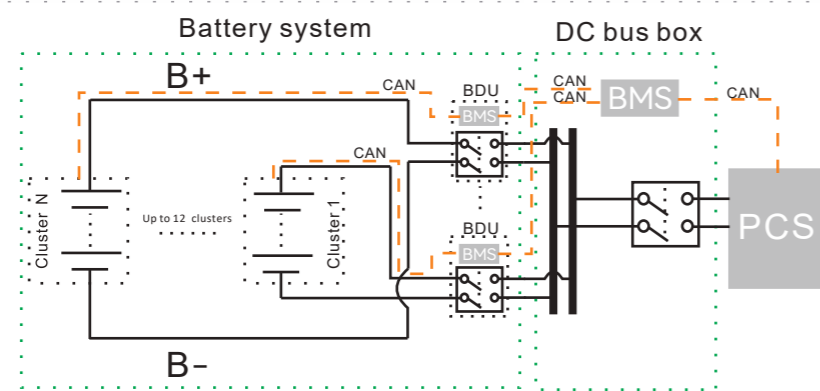 Battery system
DC bus box
B+
BDU
CAN
CAN
CAN
CAN
BMS
BMS
CAN
Cluster N
Up to 12 clusters
Cluster 1
BDU
BMS
PCS
B−